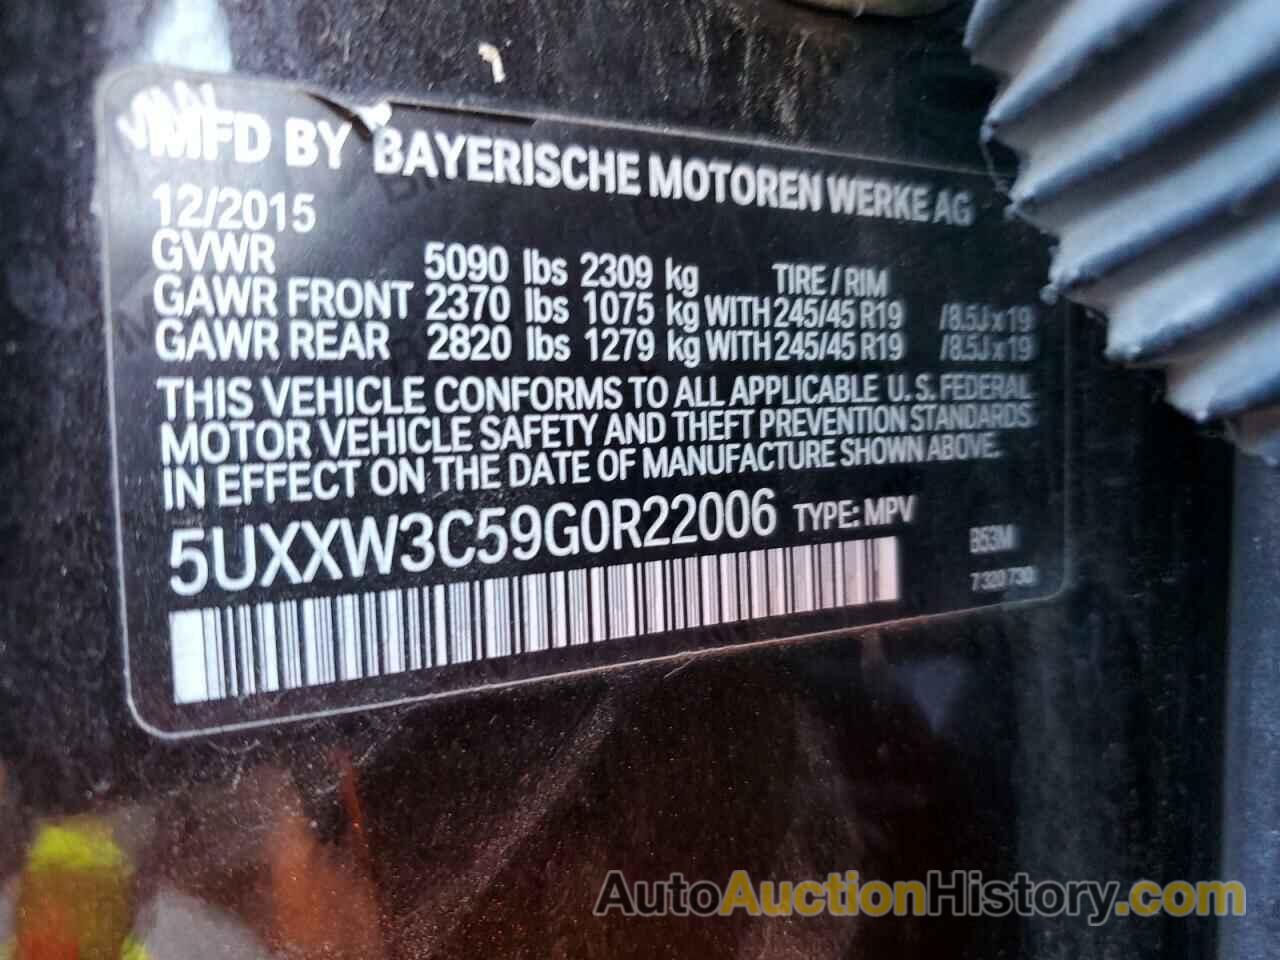 MFD BY BAYERISCHE MOTOREN WERKE AG
12/2015
GVWR 5090 lbs 2309 kg TIRE / RIM
GAWR FRONT 2370 lbs 1075 kg WITH 245/45 R19 /8.5J x 19
GAWR REAR 2820 lbs 1279 kg WITH 245/45 R19 /8.5J x 19
THIS VEHICLE CONFORMS TO ALL APPLICABLE U.S. FEDERAL
MOTOR VEHICLE SAFETY AND THEFT PREVENTION STANDARDS
IN EFFECT ON THE DATE OF MANUFACTURE SHOWN ABOVE.
5UXXW3C59G0R22006 TYPE: MPV
B53M
7 320 730
AutoAuctionHistory.com